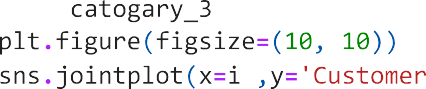 catogary_3
plt.figure(figsize=(10, 10))
sns.jointplot(x=i ,y='Customer